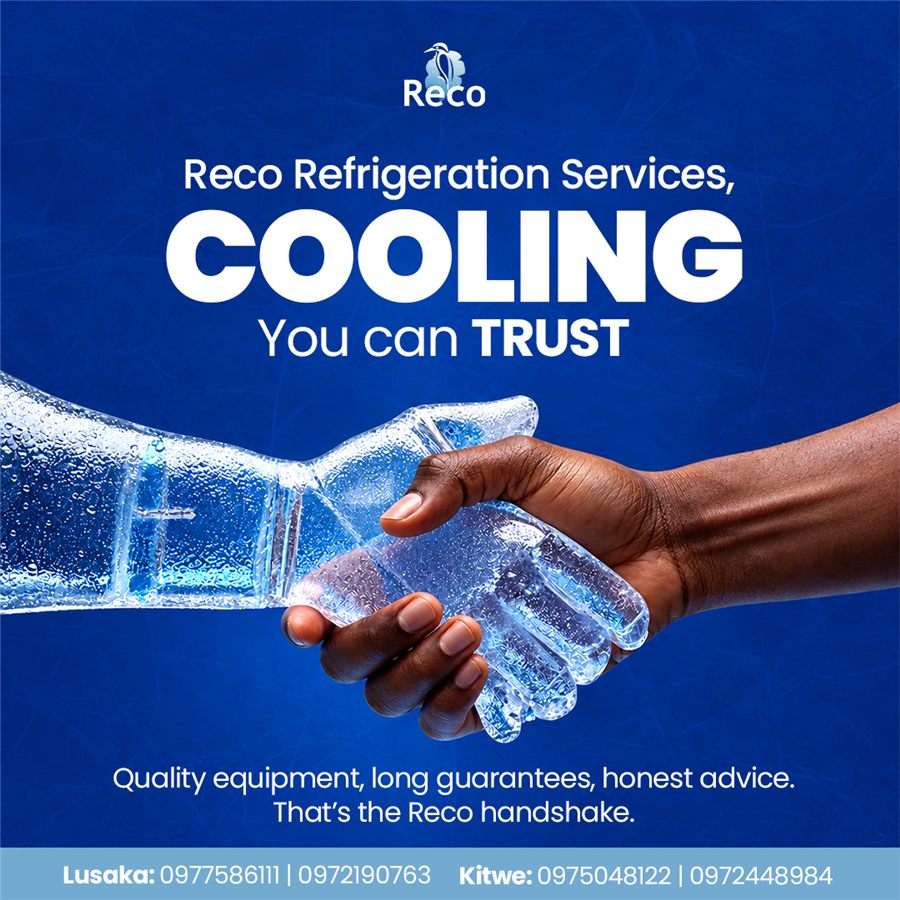 Reco
Reco Refrigeration Services,
COOLING
You can TRUST
Quality equipment, long guarantees, honest advice.
That's the Reco handshake.
Lusaka: 0977586111 | 0972190763 Kitwe: 0975048122 | 0972448984